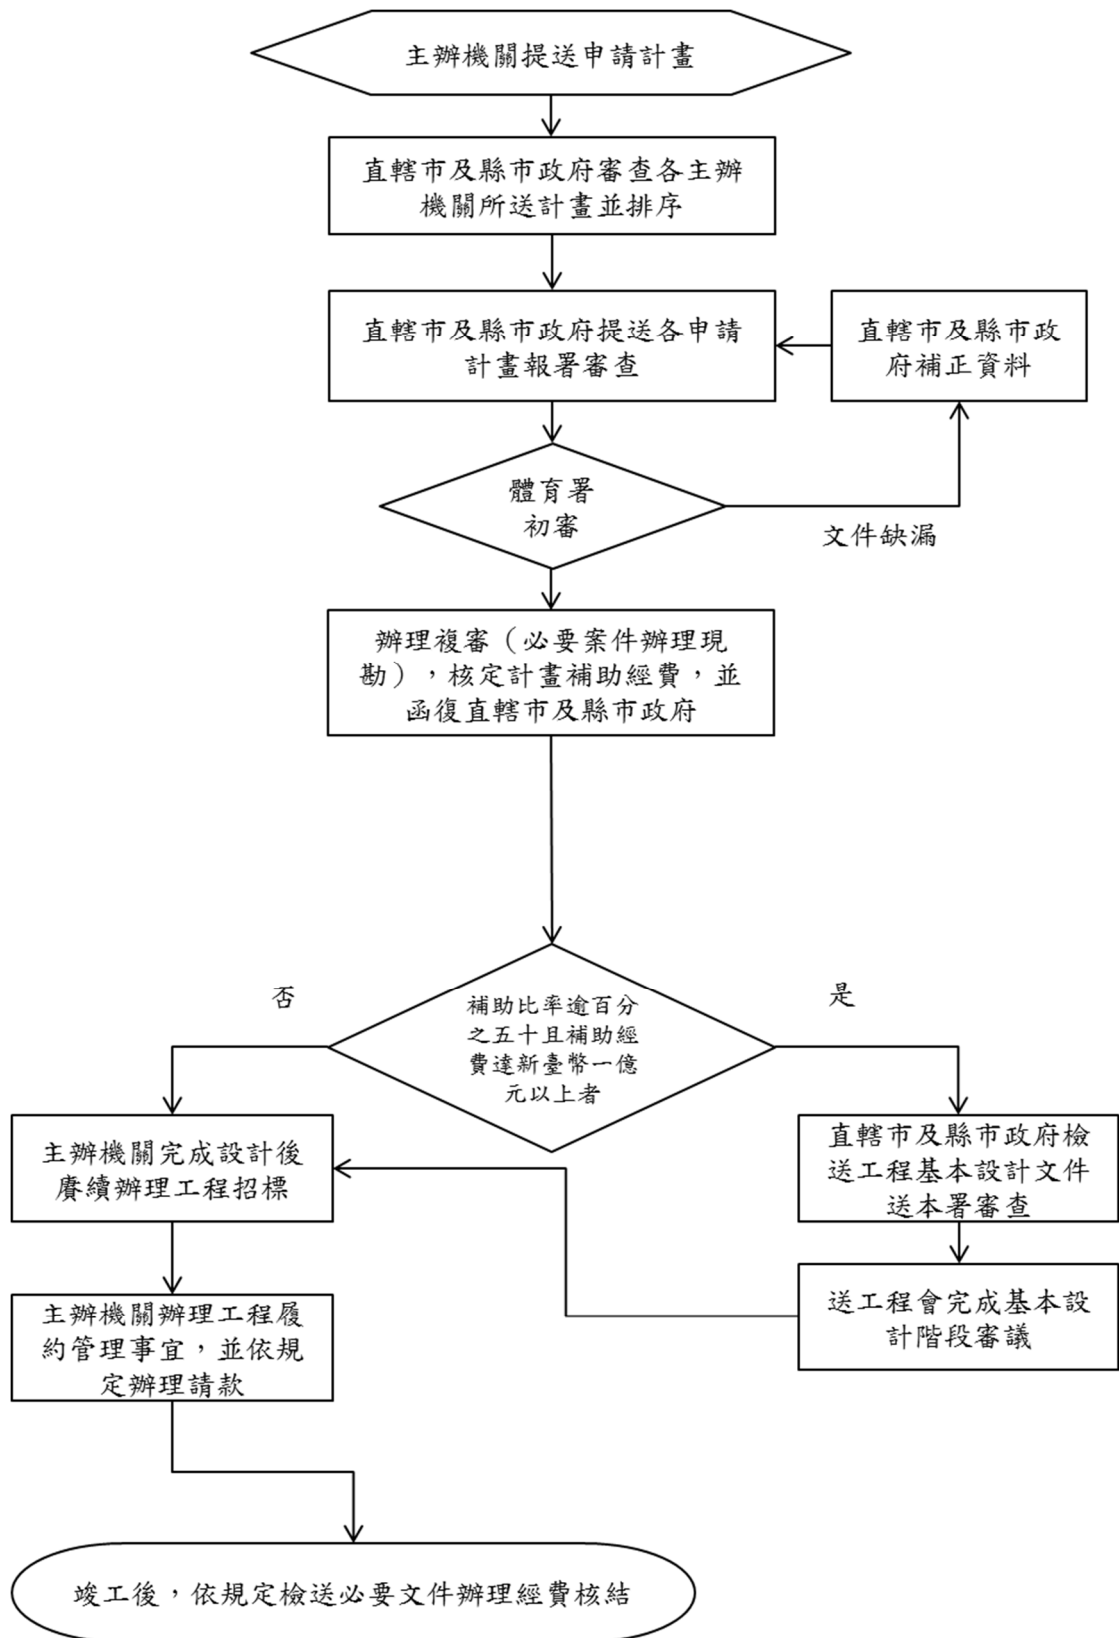 主辦機關提送申請計畫
直轄市及縣市政府審查各主辦
機關所送計畫並排序
直轄市及縣市政府提送各申請
計畫報署審查
直轄市及縣市政
府補正資料
體育署
初審
文件缺漏
辦理複審（必要案件辦理現
勘），核定計畫補助經費，並
函復直轄市及縣市政府
否
補助比率逾百分
之五十且補助經
費達新臺幣一億
元以上者
是
主辦機關完成設計後
賡續辦理工程招標
直轄市及縣市政府檢
送工程基本設計文件
送本署審查
主辦機關辦理工程履
約管理事宜，並依規
定辦理請款
送工程會完成基本設
計階段審議
竣工後，依規定檢送必要文件辦理經費核結